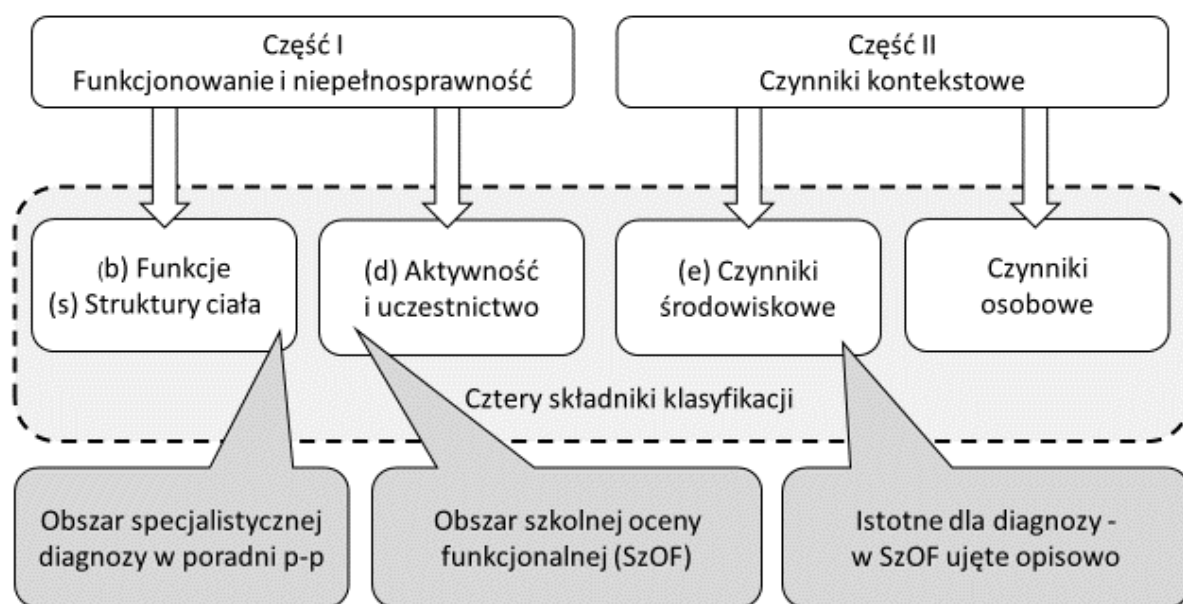 Część I
Funkcjonowanie i niepełnosprawność
Część II
Czynniki kontekstowe
(b) Funkcje
(s) Struktury ciała
(d) Aktywność
i uczestnictwo
(e) Czynniki
środowiskowe
Czynniki
osobowe
Cztery składniki klasyfikacji
Obszar specjalistycznej
diagnozy w poradni p-p
Obszar szkolnej oceny
funkcjonalnej (SzOF)
Istotne dla diagnozy -
w SzOF ujęte opisowo